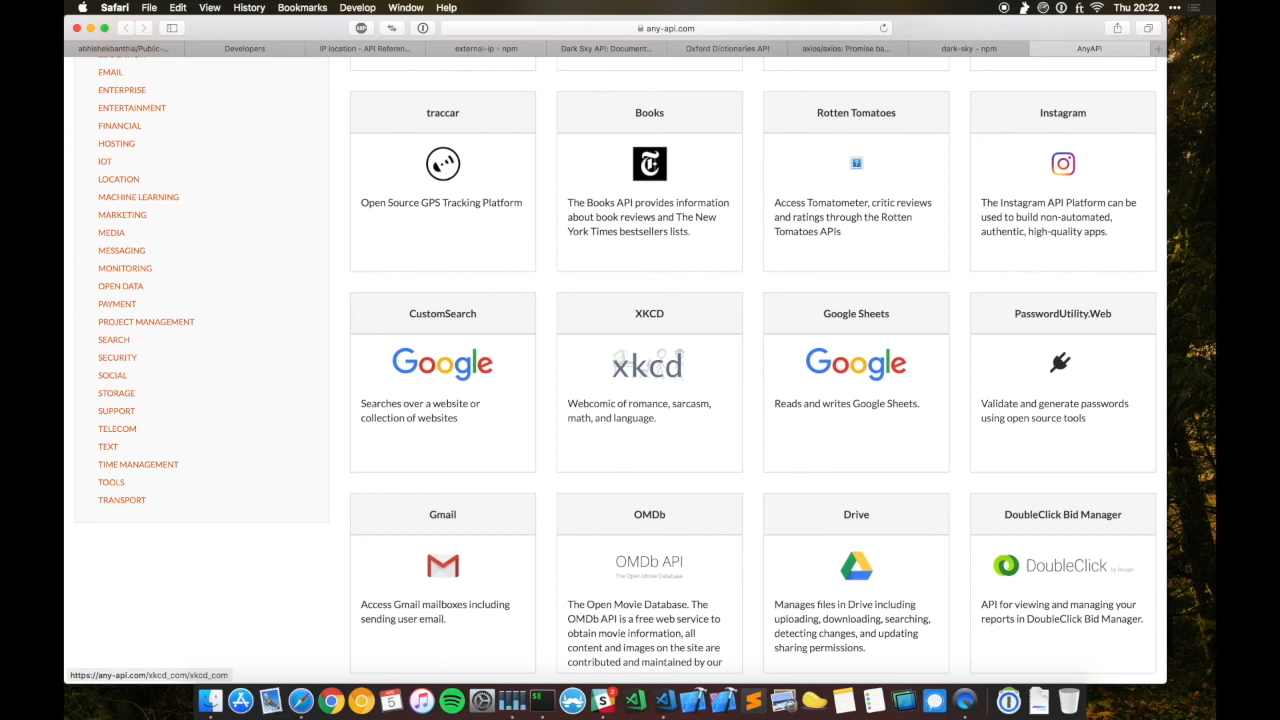 Safari File Edit View History Bookmarks Develop Window Help
Thu 20:22
any-api.com
abhishekbanthia/Public-... Developers IP location - API Referen... external-ip - npm Dark Sky API: Document... Oxford Dictionaries API axios/axios: Promise ba... dark-sky - npm AnyAPI
EMAIL
ENTERPRISE
ENTERTAINMENT
FINANCIAL
HOSTING
IOT
LOCATION
MACHINE LEARNING
MARKETING
MEDIA
MESSAGING
MONITORING
OPEN DATA
PAYMENT
PROJECT MANAGEMENT
SEARCH
SECURITY
SOCIAL
STORAGE
SUPPORT
TELECOM
TEXT
TIME MANAGEMENT
TOOLS
TRANSPORT
traccar
Open Source GPS Tracking Platform
Books
The Books API provides information
about book reviews and The New
York Times bestsellers lists.
Rotten Tomatoes
Access Tomatometer, critic reviews
and ratings through the Rotten
Tomatoes APIs
Instagram
The Instagram API Platform can be
used to build non-automated,
authentic, high-quality apps.
CustomSearch
Google
Searches over a website or
collection of websites
XKCD
xkcd
Webcomic of romance, sarcasm,
math, and language.
Google Sheets
Google
Reads and writes Google Sheets.
PasswordUtility.Web
Validate and generate passwords
using open source tools
Gmail
Access Gmail mailboxes including
sending user email.
OMDb
OMDb API
The Open Movie Database
The Open Movie Database. The
OMDb API is a free web service to
obtain movie information, all
content and images on the site are
contributed and maintained by our
Drive
Manages files in Drive including
uploading, downloading, searching,
detecting changes, and updating
sharing permissions.
DoubleClick Bid Manager
DoubleClick by Google
API for viewing and managing your
reports in DoubleClick Bid Manager.
https://any-api.com/xkcd_com/xkcd_com